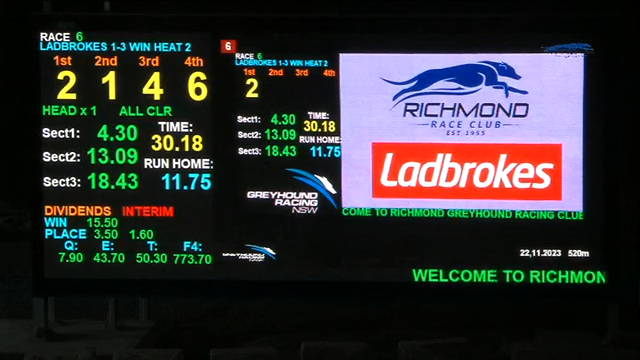 RACE 6
LADBROKES 1-3 WIN HEAT 2
1st 2nd 3rd 4th
2 1 4 6
HEAD x 1 ALL CLR
Sect1: 4.30
Sect2: 13.09
Sect3: 18.43
TIME:
30.18
RUN HOME:
11.75
DIVIDENDS INTERIM
WIN 15.50
PLACE 3.50 1.60
Q: E: T: F4:
7.90 43.70 50.30 773.70
6
RACE 6
LADBROKES 1-3 WIN HEAT 2
1st 2nd 3rd 4th
2
Sect1: 4.30
Sect2: 13.09
Sect3: 18.43
TIME:
30.18
RUN HOME:
11.75
GREYHOUND
RACING
NSW
RICHMOND
RACE CLUB
EST 1955
Ladbrokes
COME TO RICHMOND GREYHOUND RACING CLUB
22,11.2023 520m
WELCOME TO RICHMON